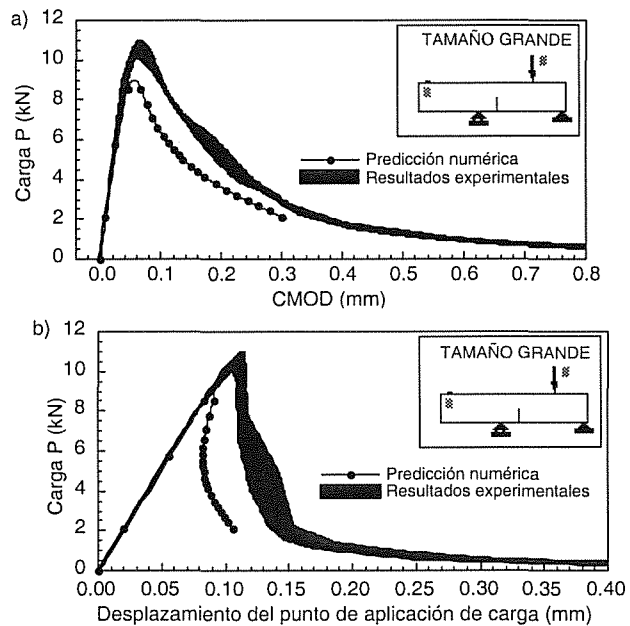 a)
12
10
8
6
4
2
0
Carga P (kN)
TAMAÑO GRANDE
Predicción numérica
Resultados experimentales
0.0 0.1 0.2 0.3 0.4 0.5 0.6 0.7 0.8
CMOD (mm)
b)
12
10
8
6
4
2
0
Carga P (kN)
TAMAÑO GRANDE
Predicción numérica
Resultados experimentales
0.00 0.05 0.10 0.15 0.20 0.25 0.30 0.35 0.40
Desplazamiento del punto de aplicación de carga (mm)